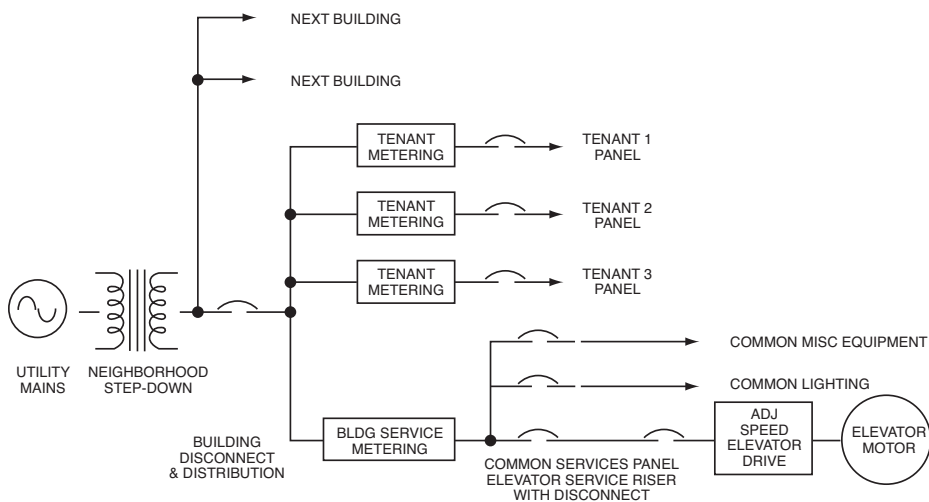 NEXT BUILDING
NEXT BUILDING
TENANT
METERING
TENANT 1
PANEL
TENANT
METERING
TENANT 2
PANEL
TENANT
METERING
TENANT 3
PANEL
UTILITY
MAINS
NEIGHBORHOOD
STEP-DOWN
BUILDING
DISCONNECT
& DISTRIBUTION
BLDG SERVICE
METERING
COMMON MISC EQUIPMENT
COMMON LIGHTING
COMMON SERVICES PANEL
ELEVATOR SERVICE RISER
WITH DISCONNECT
ADJ
SPEED
ELEVATOR
DRIVE
ELEVATOR
MOTOR